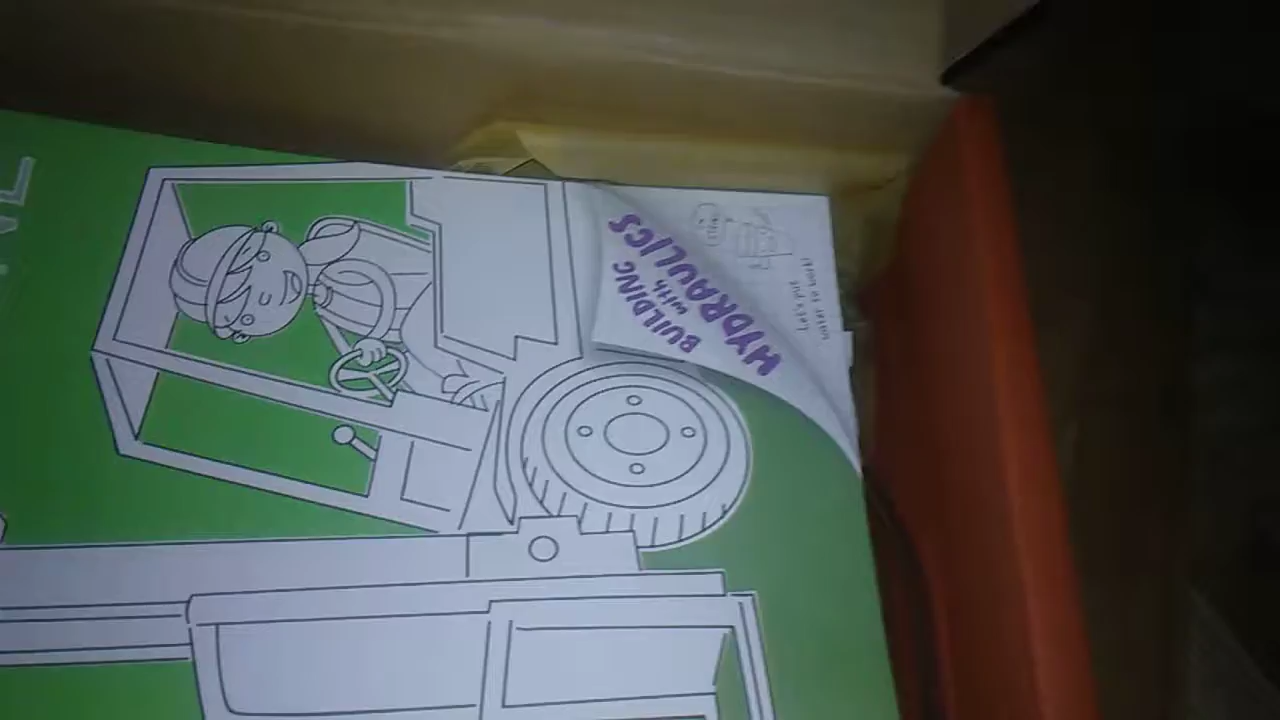 BUILDING
with
HYDRAULICS
Let's put
water to work!